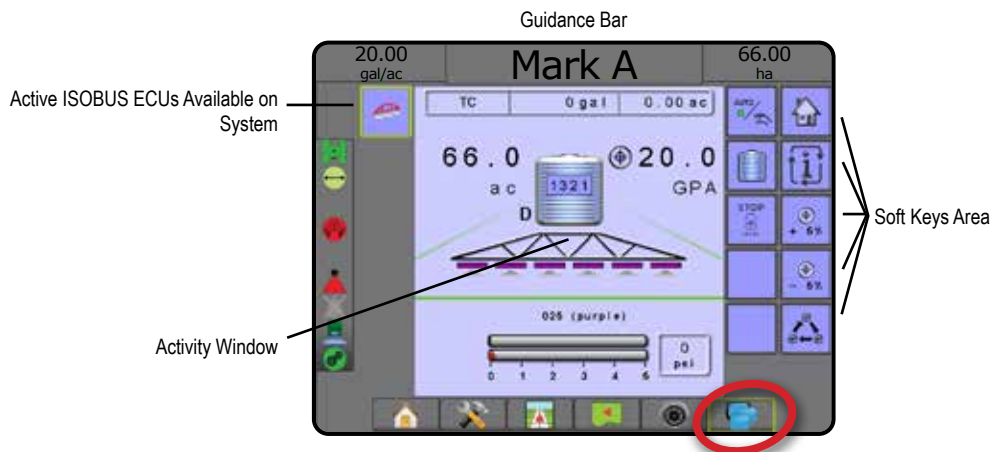 Guidance Bar
20.00
gal/ac
Mark A
66.00
ha
Active ISOBUS ECUs Available on
System
TC 0 gal 0.00 ac
AUTO
66.0
ac
20.0
GPA
1321
D
STOP
+ 5%
- 5%
Soft Keys Area
Activity Window
025 (purple)
0
psi
0 1 2 3 4 5